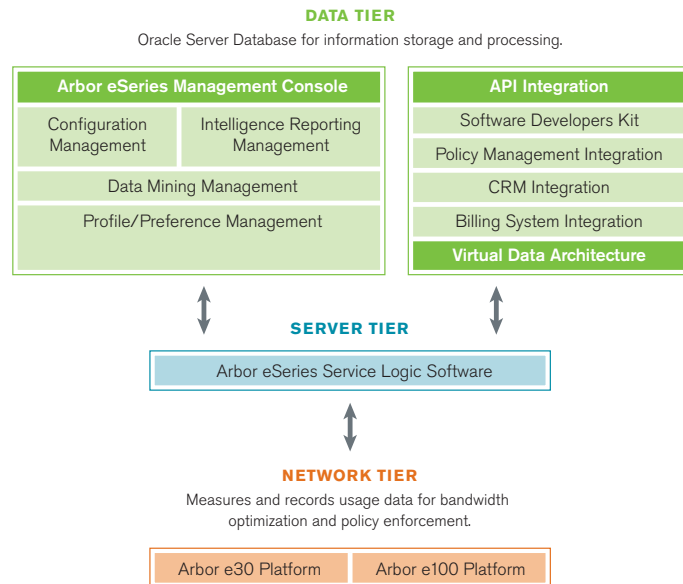 DATA TIER
Oracle Server Database for information storage and processing.
Arbor eSeries Management Console
Configuration
Management
Intelligence Reporting
Management
Data Mining Management
Profile/Preference Management
API Integration
Software Developers Kit
Policy Management Integration
CRM Integration
Billing System Integration
Virtual Data Architecture
SERVER TIER
Arbor eSeries Service Logic Software
NETWORK TIER
Measures and records usage data for bandwidth
optimization and policy enforcement.
Arbor e30 Platform
Arbor e100 Platform